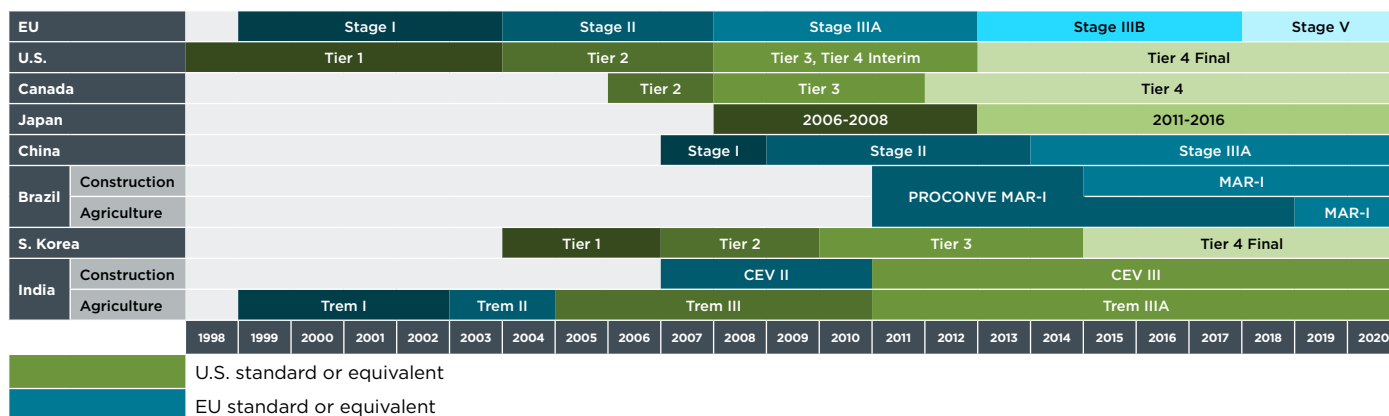 EU Stage I Stage II Stage IIIA Stage IIIB Stage V
U.S. Tier 1 Tier 2 Tier 3, Tier 4 Interim Tier 4 Final
Canada Tier 2 Tier 3 Tier 4
Japan 2006-2008 2011-2016
China Stage I Stage II Stage IIIA
Brazil Construction PROCONVE MAR-I MAR-I
Agriculture MAR-I
S. Korea Tier 1 Tier 2 Tier 3 Tier 4 Final
India Construction CEV II CEV III
Agriculture Trem I Trem II Trem III Trem IIIA
1998 1999 2000 2001 2002 2003 2004 2005 2006 2007 2008 2009 2010 2011 2012 2013 2014 2015 2016 2017 2018 2019 2020
U.S. standard or equivalent
EU standard or equivalent